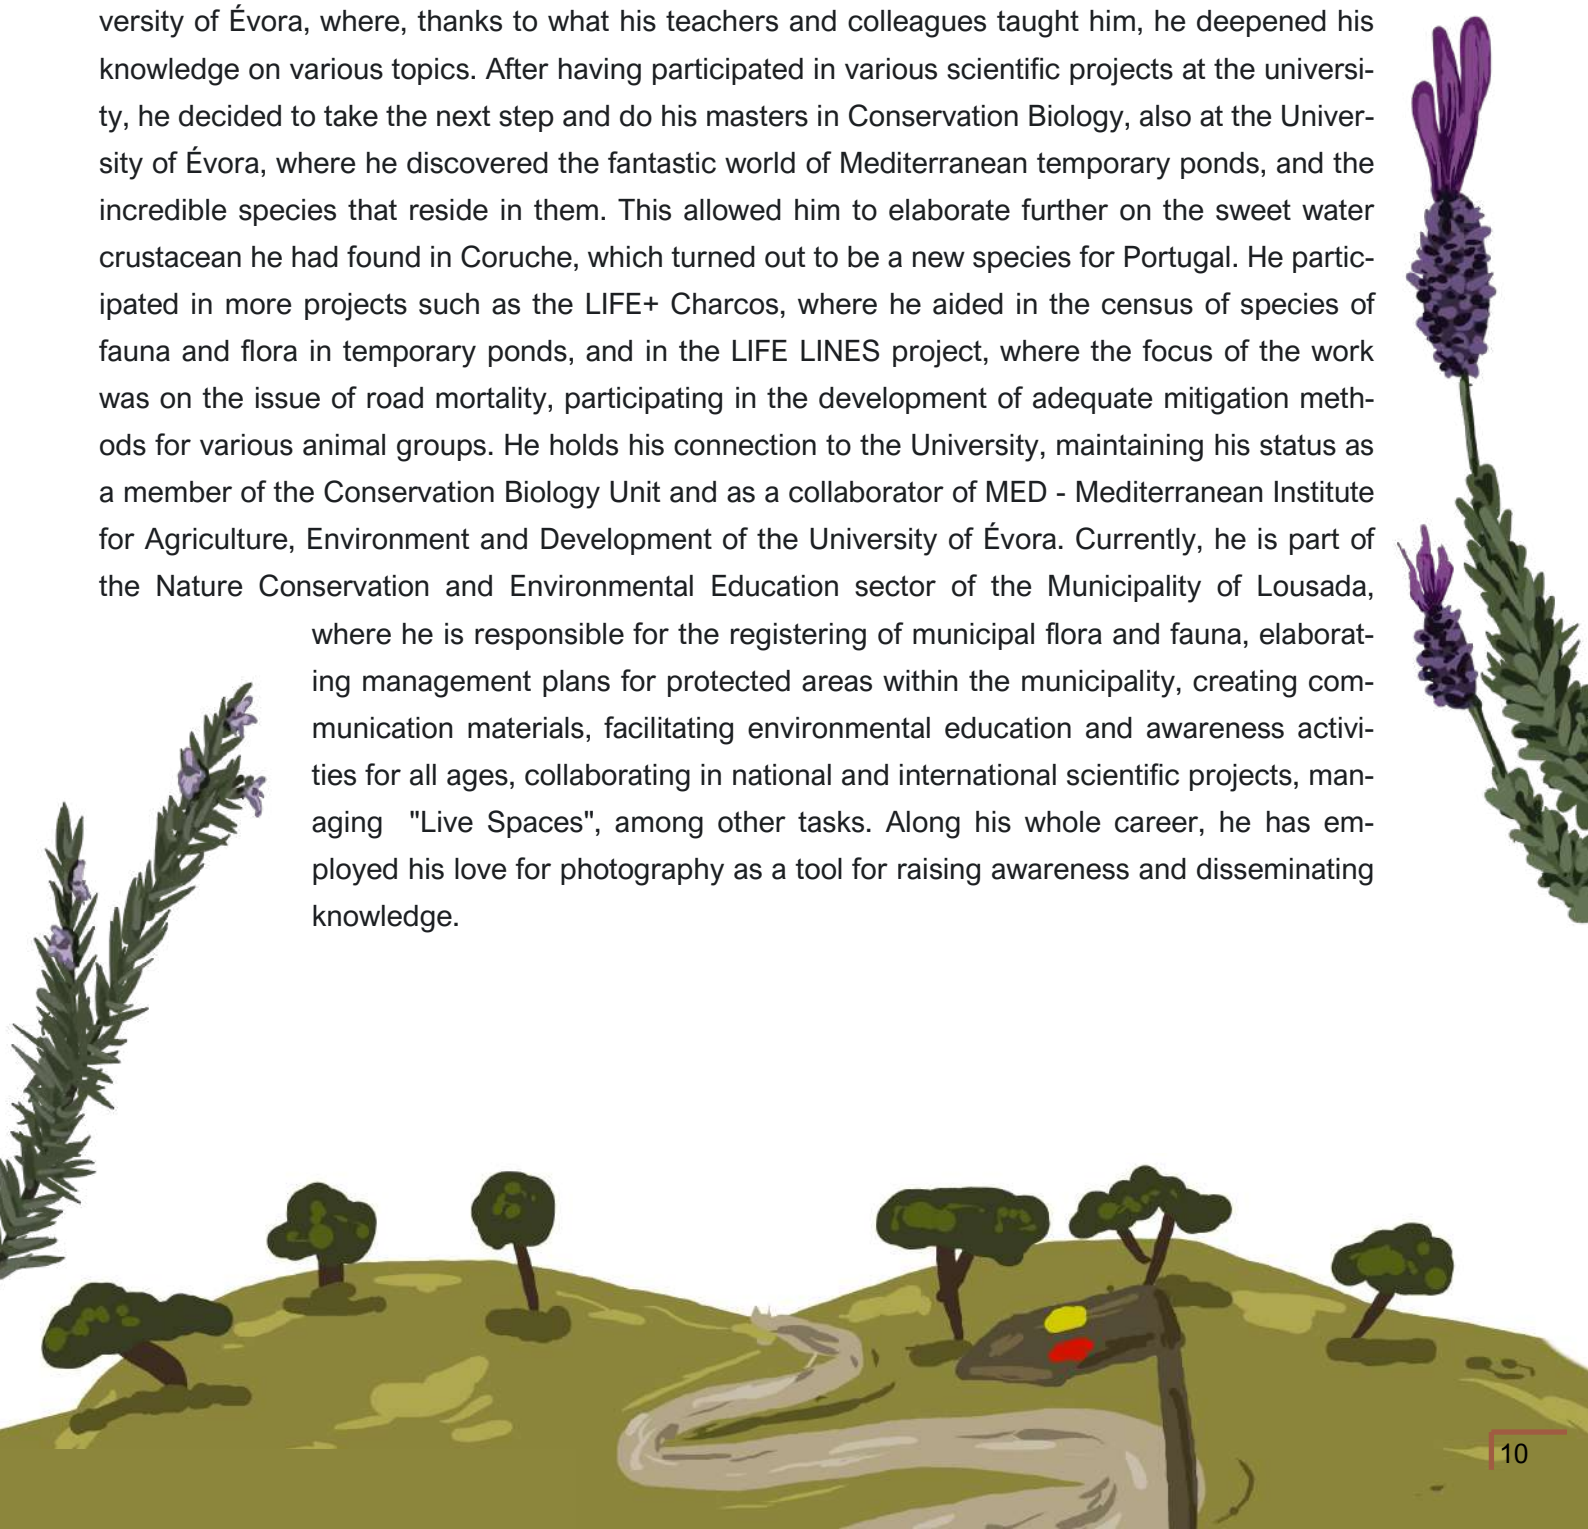 versity of Évora, where, thanks to what his teachers and colleagues taught him, he deepened his
knowledge on various topics. After having participated in various scientific projects at the universi-
ty, he decided to take the next step and do his masters in Conservation Biology, also at the Univer-
sity of Évora, where he discovered the fantastic world of Mediterranean temporary ponds, and the
incredible species that reside in them. This allowed him to elaborate further on the sweet water
crustacean he had found in Coruche, which turned out to be a new species for Portugal. He partic-
ipated in more projects such as the LIFE+ Charcos, where he aided in the census of species of
fauna and flora in temporary ponds, and in the LIFE LINES project, where the focus of the work
was on the issue of road mortality, participating in the development of adequate mitigation meth-
ods for various animal groups. He holds his connection to the University, maintaining his status as
a member of the Conservation Biology Unit and as a collaborator of MED - Mediterranean Institute
for Agriculture, Environment and Development of the University of Évora. Currently, he is part of
the Nature Conservation and Environmental Education sector of the Municipality of Lousada,
where he is responsible for the registering of municipal flora and fauna, elaborat-
ing management plans for protected areas within the municipality, creating com-
munication materials, facilitating environmental education and awareness activi-
ties for all ages, collaborating in national and international scientific projects, man-
aging "Live Spaces", among other tasks. Along his whole career, he has em-
ployed his love for photography as a tool for raising awareness and disseminating
knowledge.
10